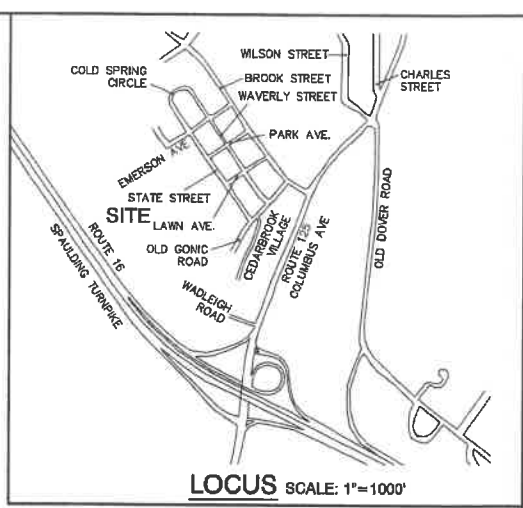 WILSON STREET
COLD SPRING
CIRCLE
BROOK STREET
WAVERLY STREET
CHARLES
STREET
PARK AVE.
EMERSON AVE
STATE STREET
SITE
LAWN AVE.
OLD GONIC
ROAD
CEDARBROOK
VILLAGE
ROUTE 125
COLUMBUS AVE
OLD DOVER ROAD
ROUTE 16
SPAULDING TURNPIKE
WADLEIGH
ROAD
LOCUS SCALE: 1"=1000'